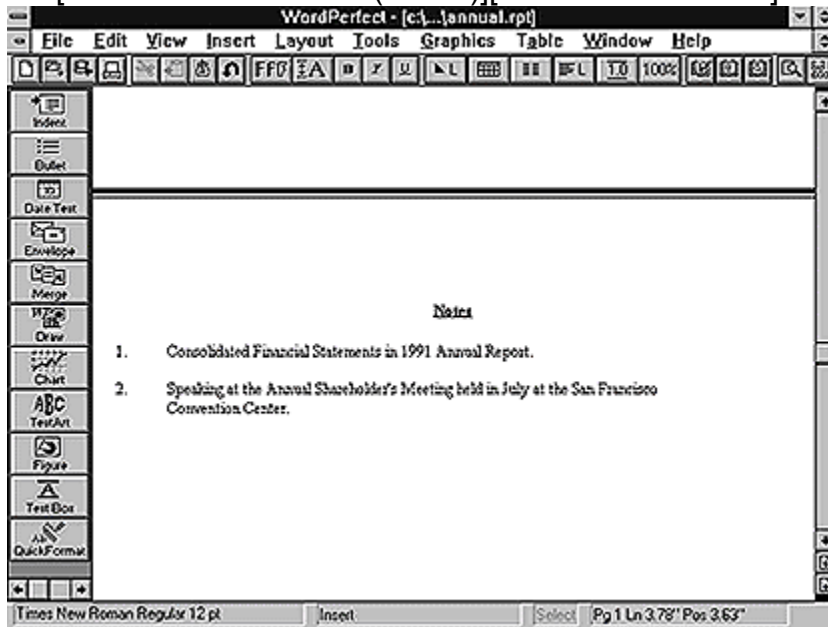 WordPerfect - [c:\...\annual.rpt]
File Edit View Insert Layout Tools Graphics Table Window Help
100%
Indent
Bullet
Date Text
Envelope
Merge
Draw
Chart
ABC
TextArt
Figure
A
Text Box
QuickFormat
Notes
1. Consolidated Financial Statements in 1991 Annual Report.
2. Speaking at the Annual Shareholder's Meeting held in July at the San Francisco
Convention Center.
Times New Roman Regular 12 pt Insert Select Pg 1 Ln 3.78" Pos 3.63"